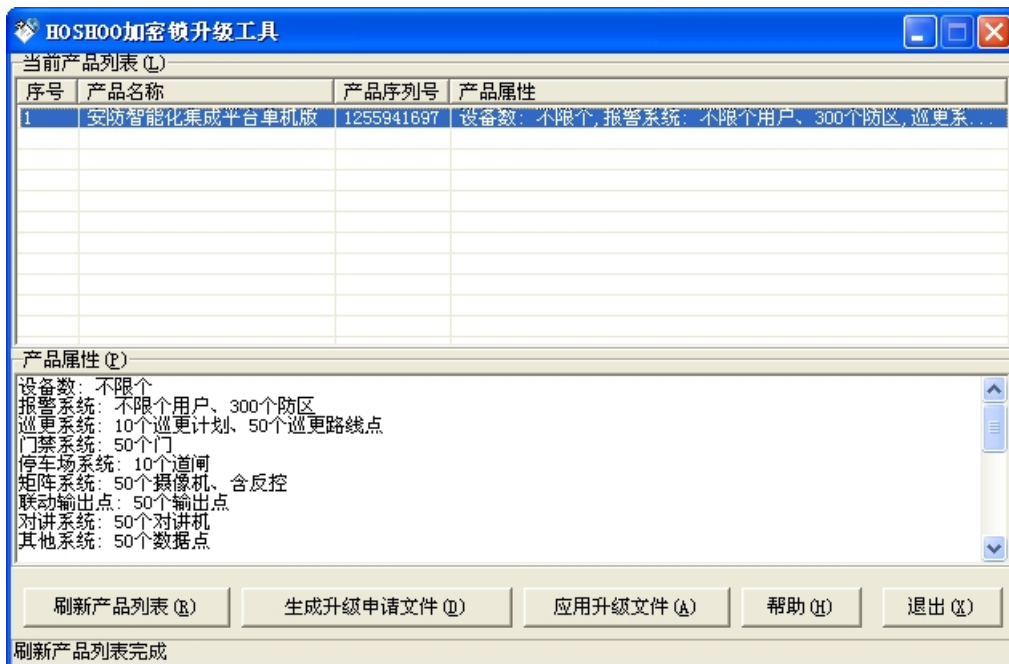 HOSHOO加密锁升级工具
当前产品列表(L)
序号 产品名称 产品序列号 产品属性
1 安防智能化集成平台单机版 1255941697 设备数: 不限个,报警系统: 不限个用户、300个防区,巡更系...
产品属性(P)
设备数: 不限个
报警系统: 不限个用户、300个防区
巡更系统: 10个巡更计划、50个巡更路线点
门禁系统: 50个门
停车场系统: 10个道闸
矩阵系统: 50个摄像机、含反控
联动输出点: 50个输出点
对讲系统: 50个对讲机
其他系统: 50个数据点
刷新产品列表(R) 生成升级申请文件(D) 应用升级文件(A) 帮助(H) 退出(X)
刷新产品列表完成